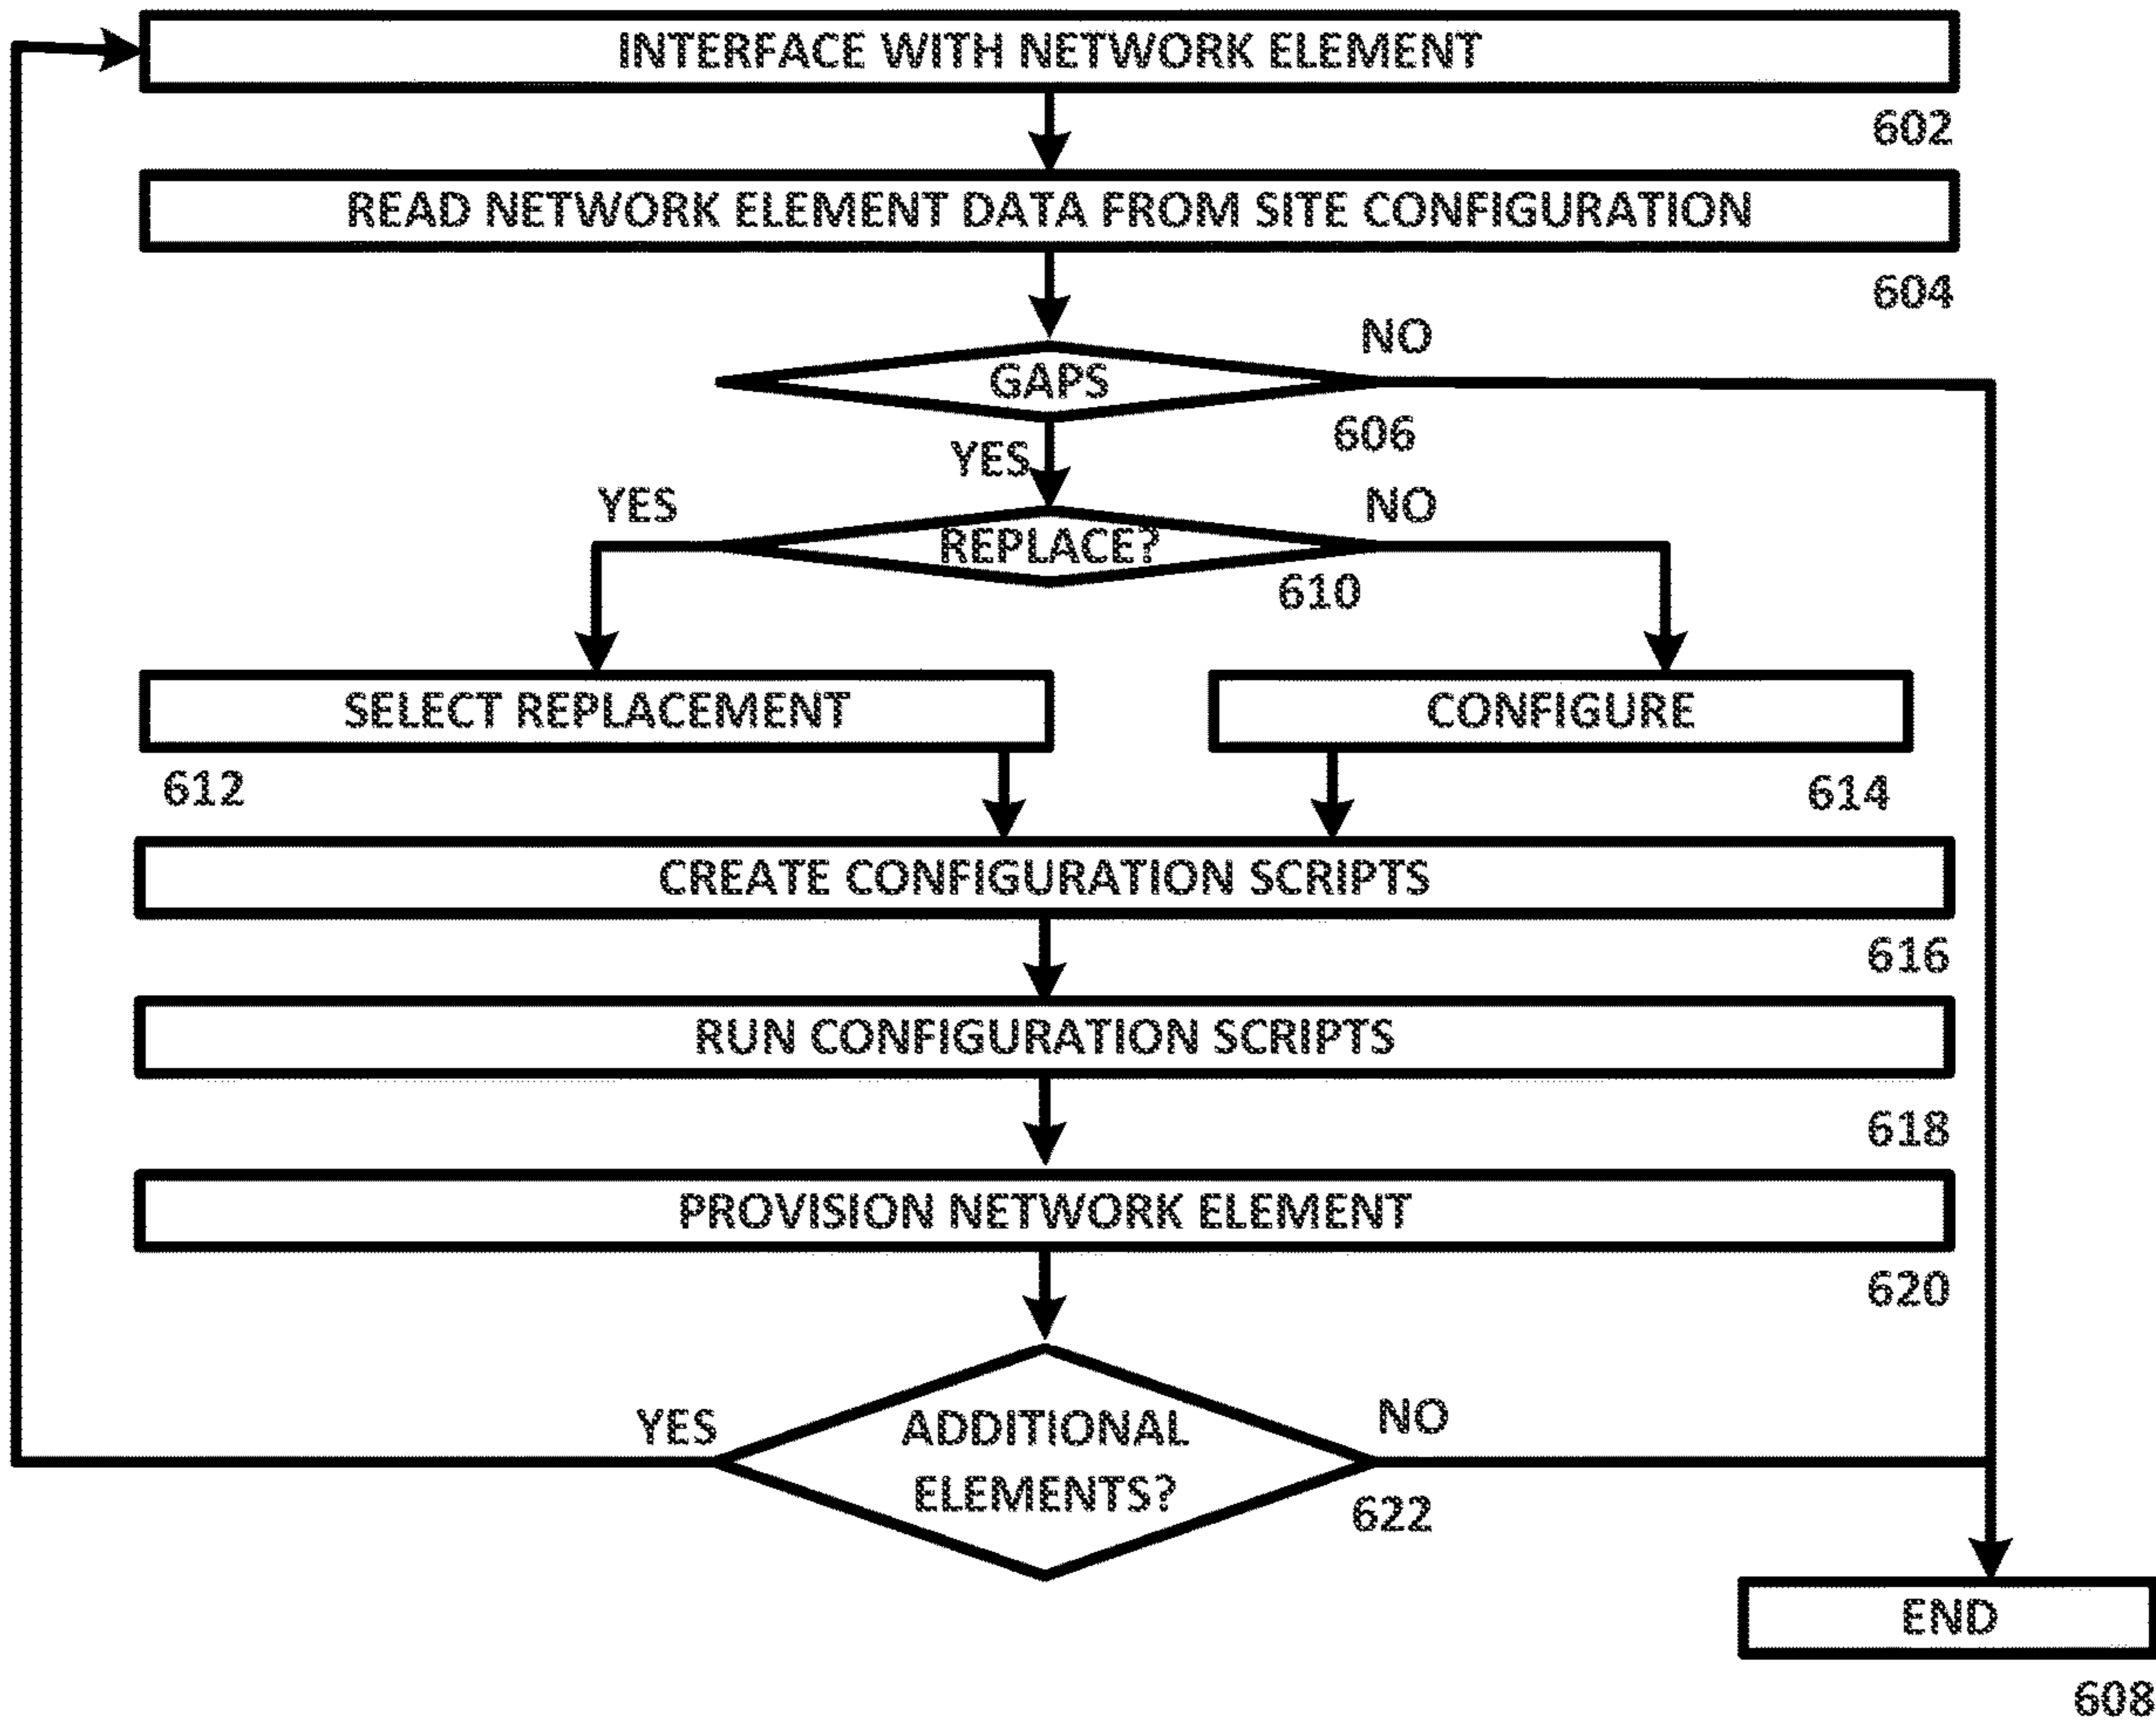 INTERFACE WITH NETWORK ELEMENT
602
READ NETWORK ELEMENT DATA FROM SITE CONFIGURATION
604
NO
GAPS
606
YES
YES
NO
REPLACE?
610
SELECT REPLACEMENT
CONFIGURE
612
614
CREATE CONFIGURATION SCRIPTS
616
RUN CONFIGURATION SCRIPTS
618
PROVISION NETWORK ELEMENT
620
YES
NO
ADDITIONAL
ELEMENTS?
622
END
608